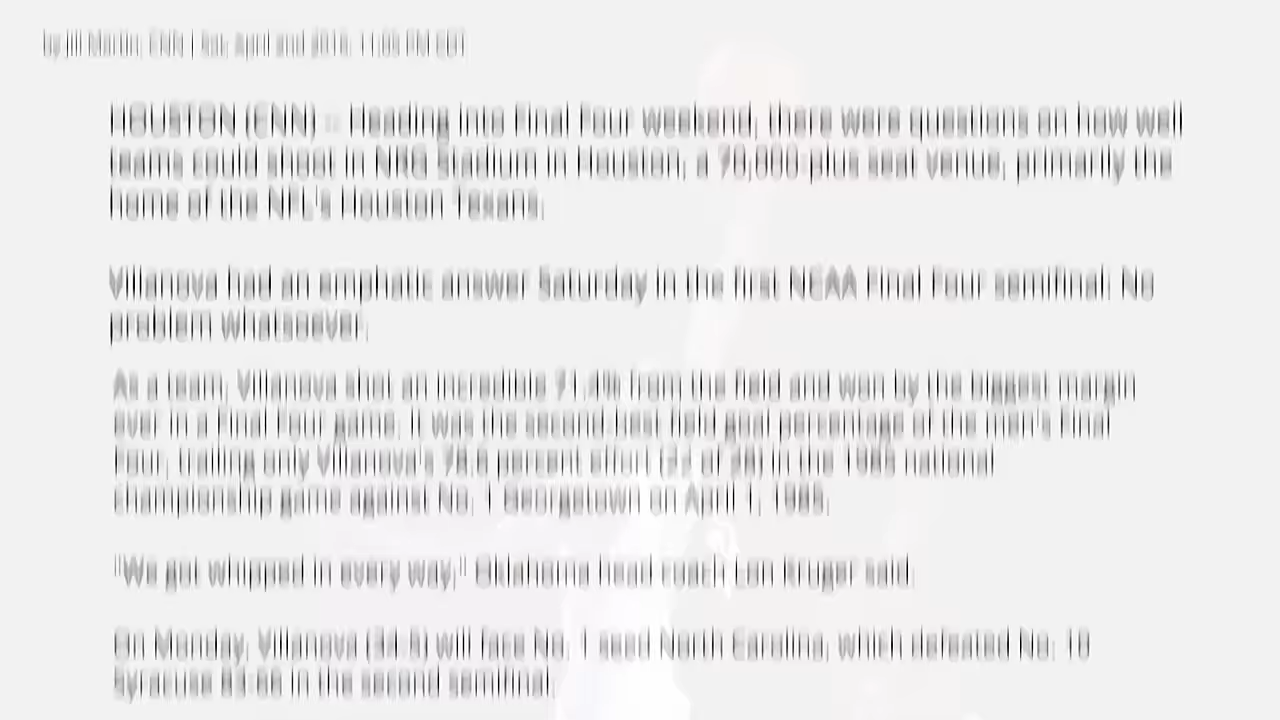 by Jill Martin, CNN | Sat, April 2nd 2016, 11:05 PM EDT
HOUSTON (CNN) -- Heading into Final Four weekend, there were questions on how well
teams could shoot in NRG Stadium in Houston, a 70,000-plus seat venue, primarily the
home of the NFL's Houston Texans.
Villanova had an emphatic answer Saturday in the first NCAA Final Four semifinal: No
problem whatsoever.
As a team, Villanova shot an incredible 71.4% from the field and won by the biggest margin
ever in a Final Four game. It was the second-best field goal percentage of the men's Final
Four, trailing only Villanova's 78.6 percent effort (22 of 28) in the 1985 national
championship game against No. 1 Georgetown on April 1, 1985.
"We got whipped in every way," Oklahoma head coach Lon Kruger said.
On Monday, Villanova (34-5) will face No. 1 seed North Carolina, which defeated No. 10
Syracuse 83-66 in the second semifinal.